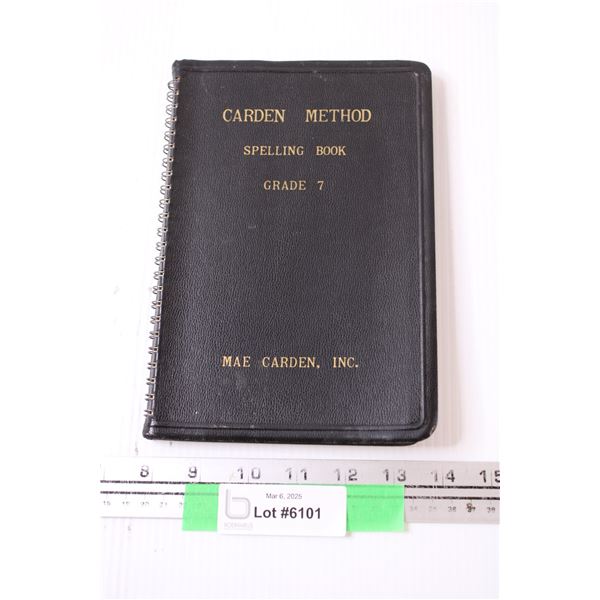 CARDEN METHOD
SPELLING BOOK
GRADE 7
MAE CARDEN, INC.
8 9 10 11 12 13 14 15
Mar 6, 2025
b
Lot #6101